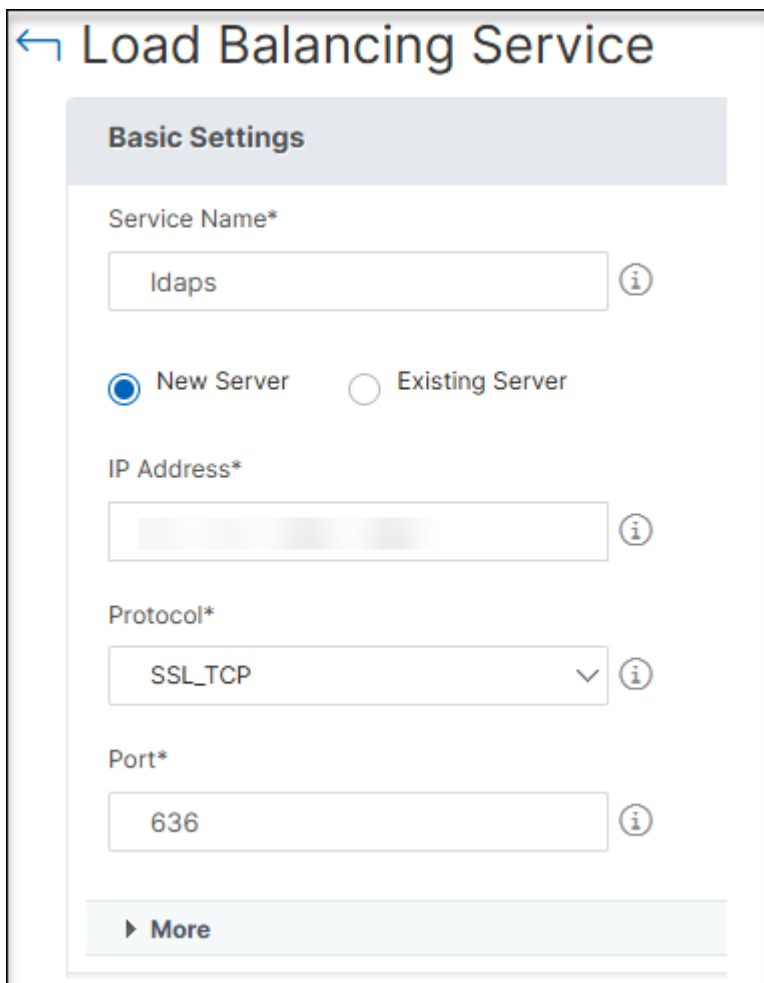 Load Balancing Service
Basic Settings
Service Name*
ldaps
New Server Existing Server
IP Address*
Protocol*
SSL_TCP
Port*
636
More